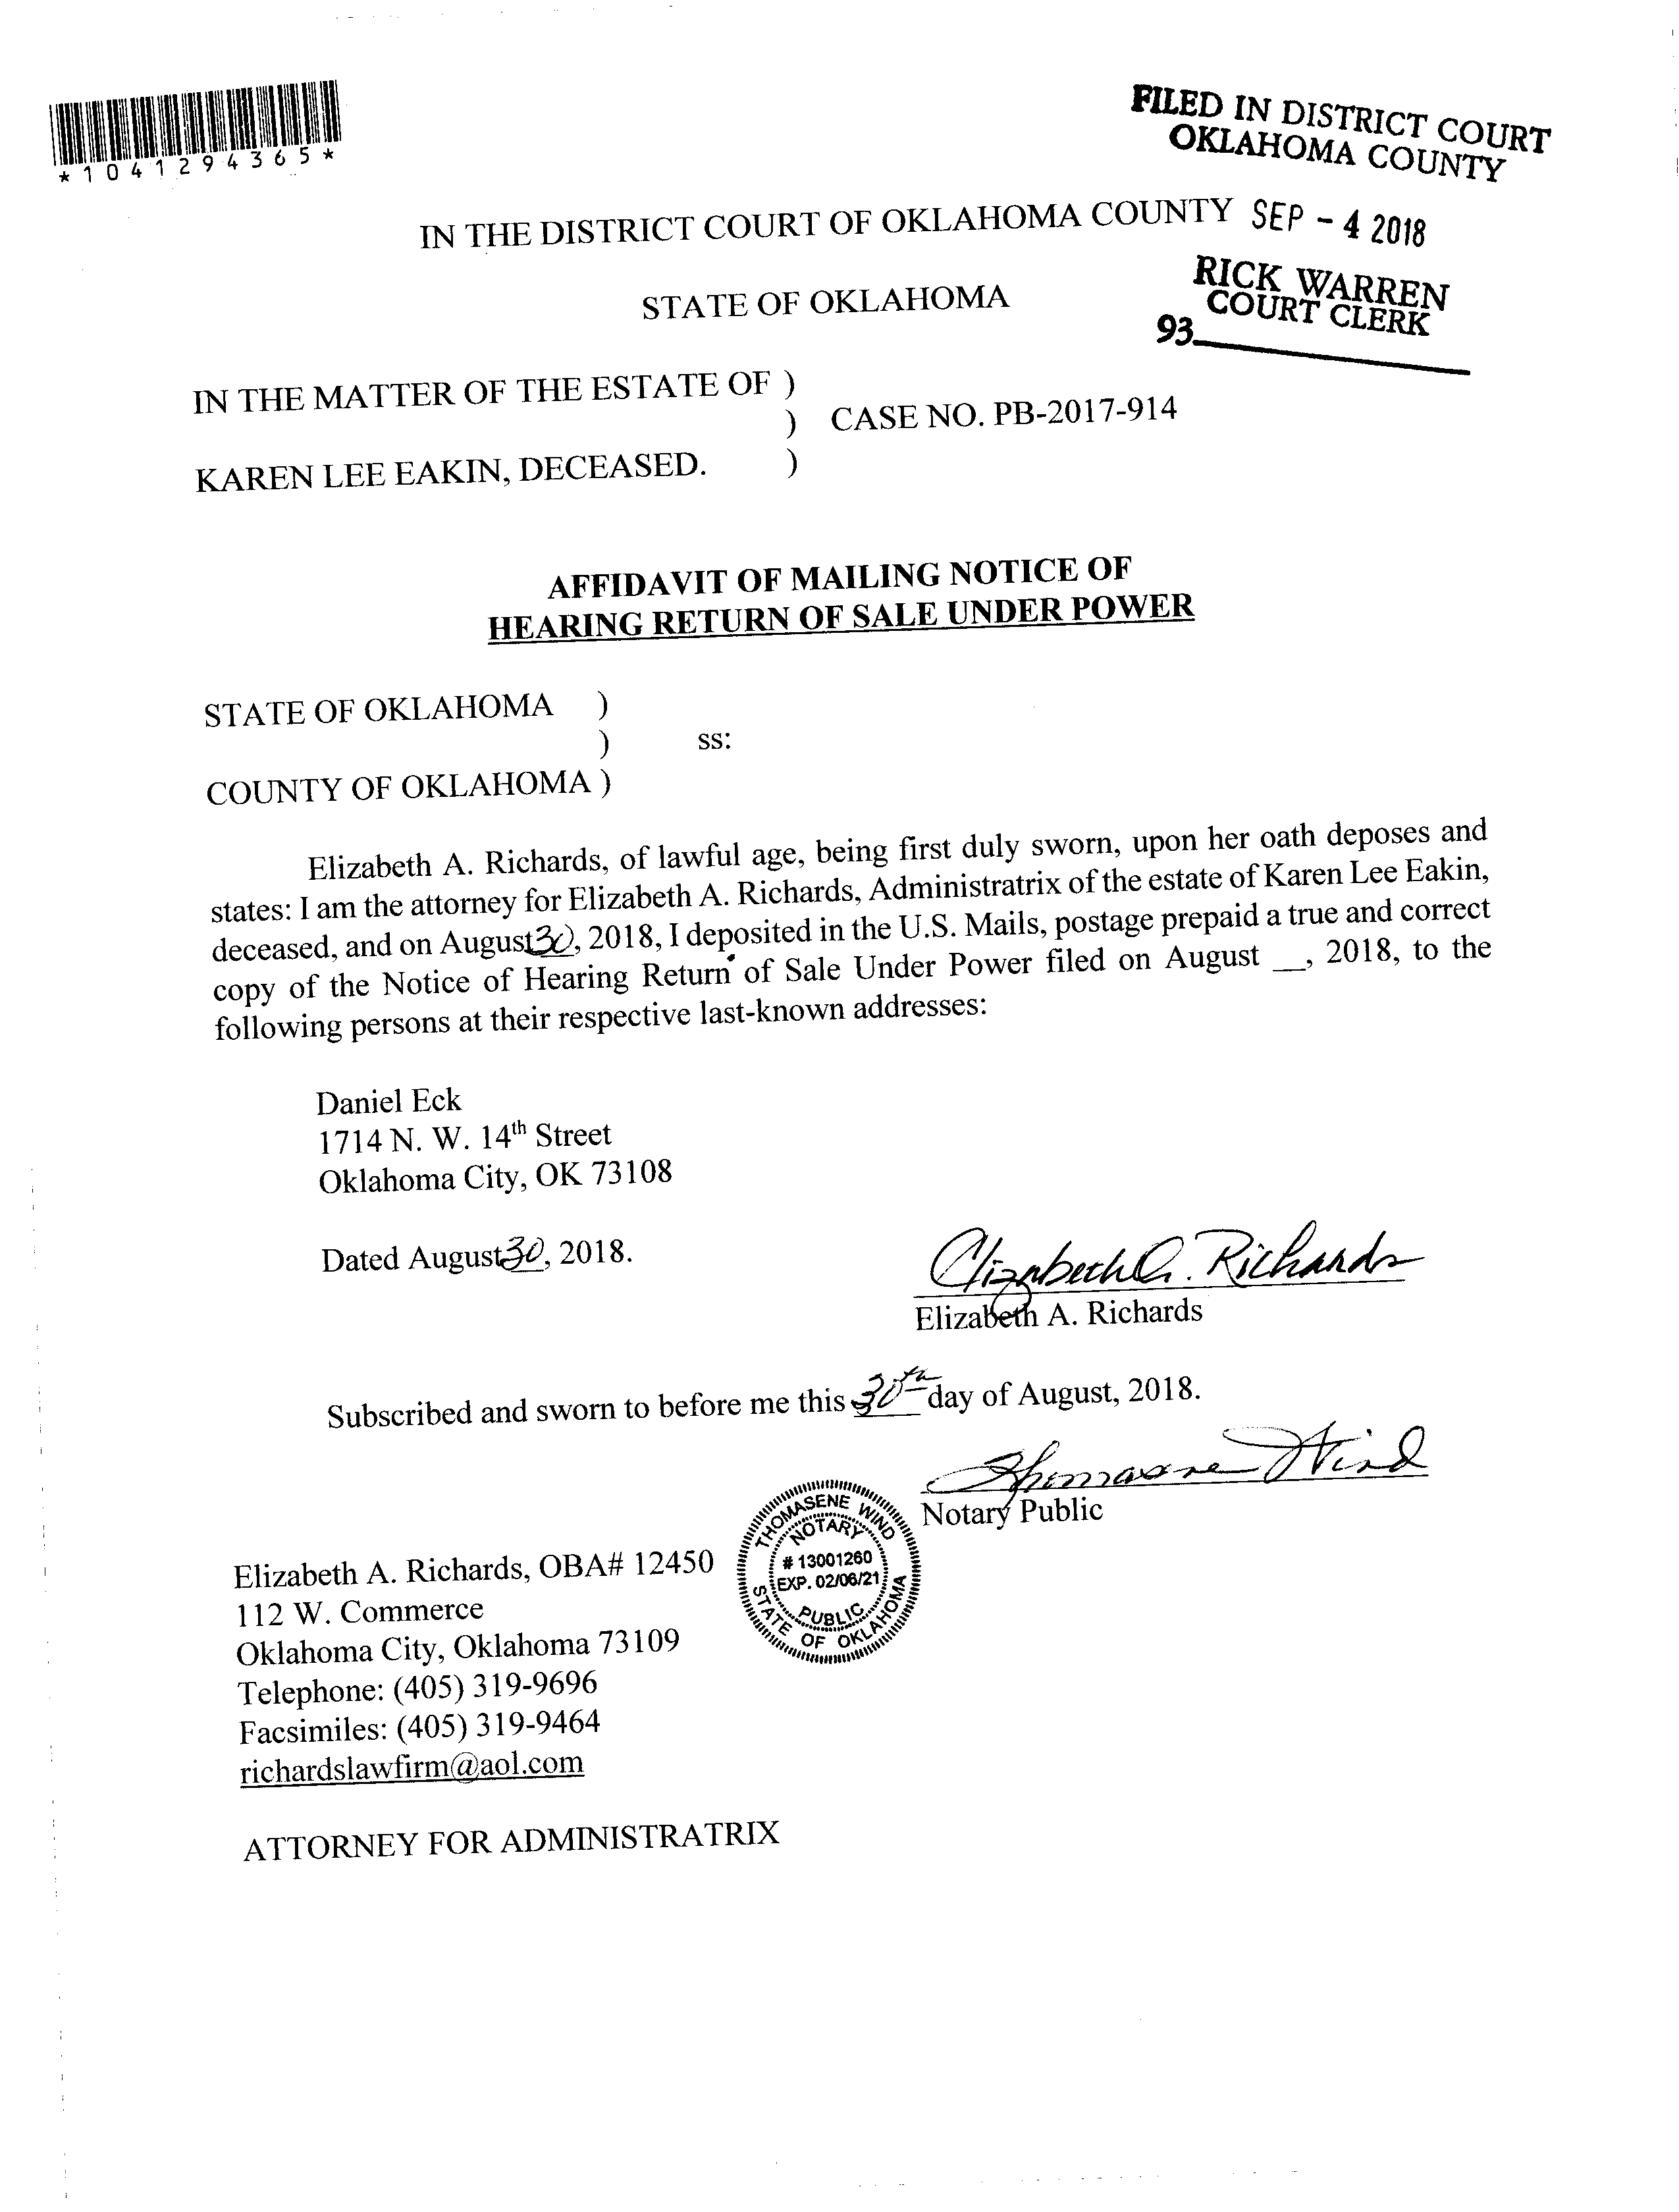 *1041294365*
FILED IN DISTRICT COURT
OKLAHOMA COUNTY
SEP - 4 2018
RICK WARREN
COURT CLERK
93
IN THE DISTRICT COURT OF OKLAHOMA COUNTY
STATE OF OKLAHOMA
IN THE MATTER OF THE ESTATE OF )
) CASE NO. PB-2017-914
KAREN LEE EAKIN, DECEASED. )
AFFIDAVIT OF MAILING NOTICE OF
HEARING RETURN OF SALE UNDER POWER
STATE OF OKLAHOMA )
) ss:
COUNTY OF OKLAHOMA )
Elizabeth A. Richards, of lawful age, being first duly sworn, upon her oath deposes and
states: I am the attorney for Elizabeth A. Richards, Administratrix of the estate of Karen Lee Eakin,
deceased, and on August 30, 2018, I deposited in the U.S. Mails, postage prepaid a true and correct
copy of the Notice of Hearing Return of Sale Under Power filed on August __, 2018, to the
following persons at their respective last-known addresses:
Daniel Eck
1714 N. W. 14th Street
Oklahoma City, OK 73108
Dated August 30, 2018.
Elizabeth A. Richards
Elizabeth A. Richards
Subscribed and sworn to before me this 30th day of August, 2018.
Thomasene Wind
Notary Public
THOMASENE WIND
NOTARY
# 13001260
EXP. 02/06/21
PUBLIC
STATE OF OKLAHOMA
Elizabeth A. Richards, OBA# 12450
112 W. Commerce
Oklahoma City, Oklahoma 73109
Telephone: (405) 319-9696
Facsimiles: (405) 319-9464
richardslawfirm@aol.com
ATTORNEY FOR ADMINISTRATRIX